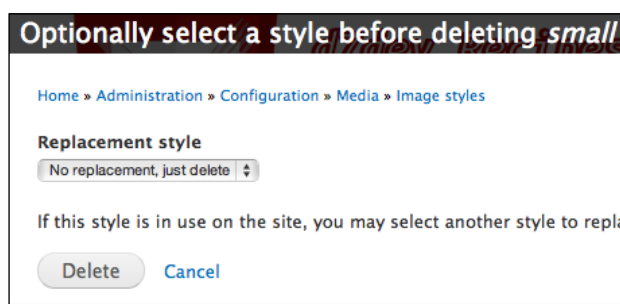 Optionally select a style before deleting small
Home » Administration » Configuration » Media » Image styles
Replacement style
No replacement, just delete
If this style is in use on the site, you may select another style to
Delete Cancel